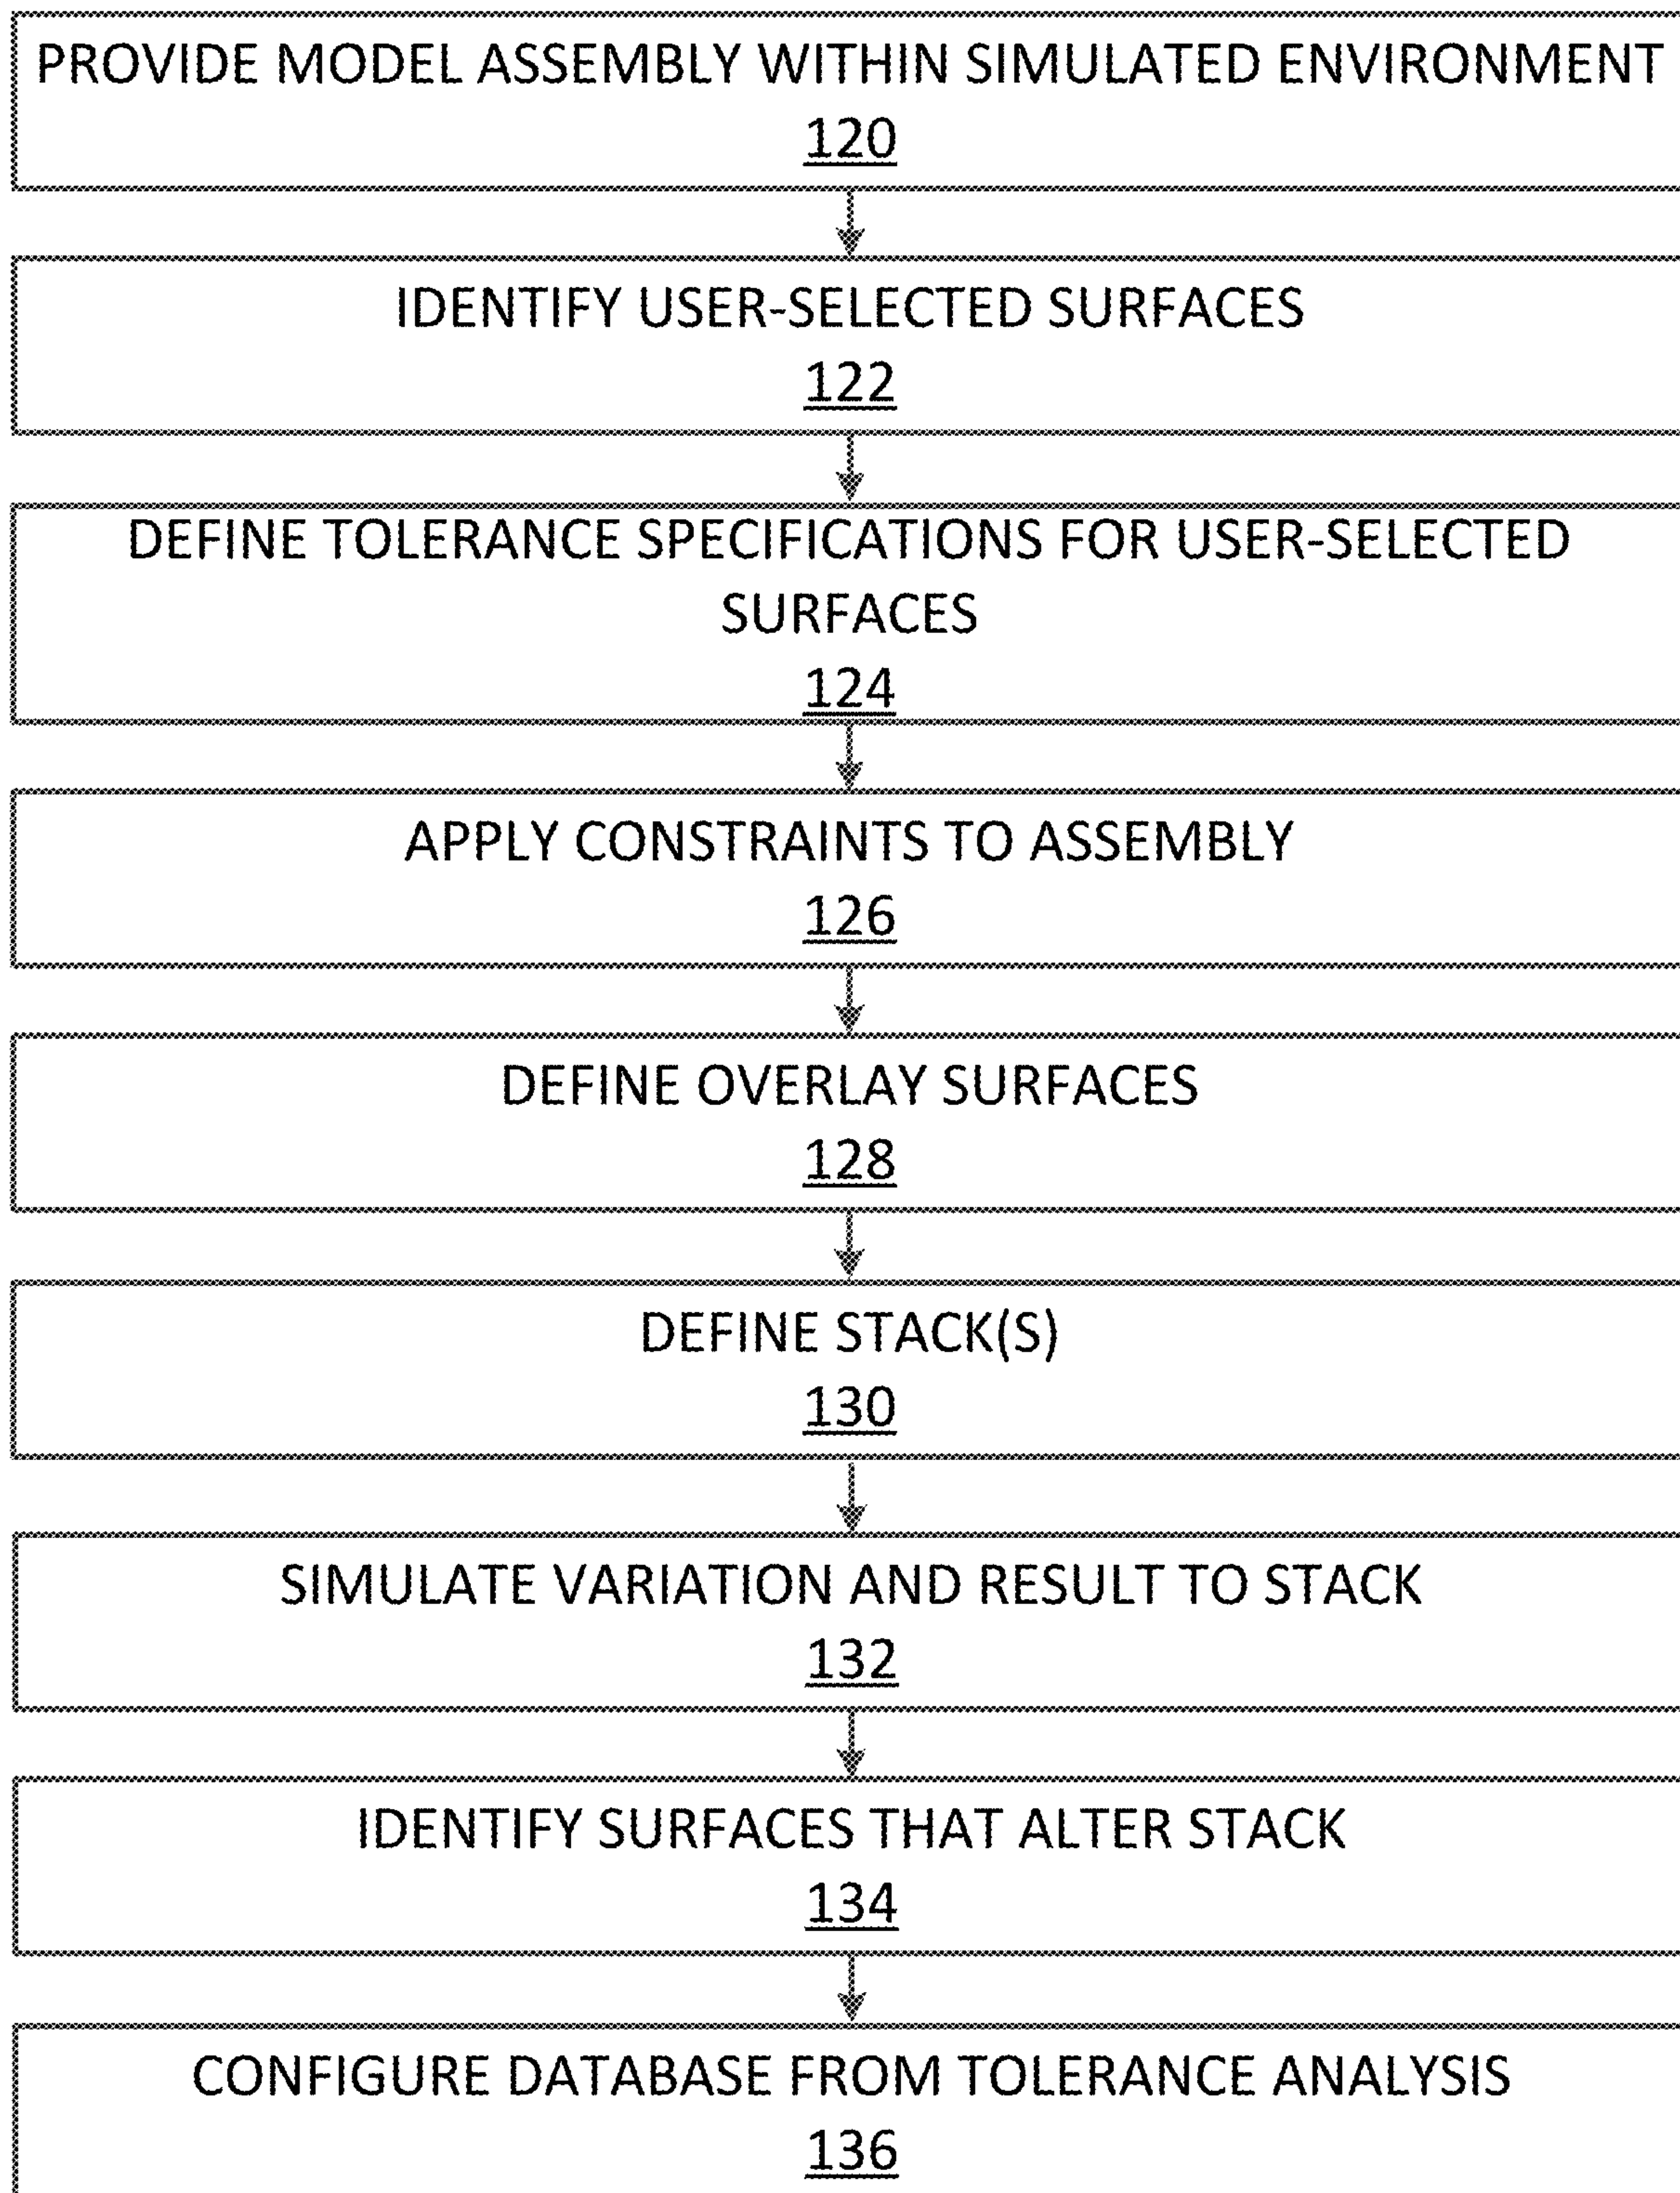 PROVIDE MODEL ASSEMBLY WITHIN SIMULATED ENVIRONMENT
120
IDENTIFY USER-SELECTED SURFACES
122
DEFINE TOLERANCE SPECIFICATIONS FOR USER-SELECTED
SURFACES
124
APPLY CONSTRAINTS TO ASSEMBLY
126
DEFINE OVERLAY SURFACES
128
DEFINE STACK(S)
130
SIMULATE VARIATION AND RESULT TO STACK
132
IDENTIFY SURFACES THAT ALTER STACK
134
CONFIGURE DATABASE FROM TOLERANCE ANALYSIS
136